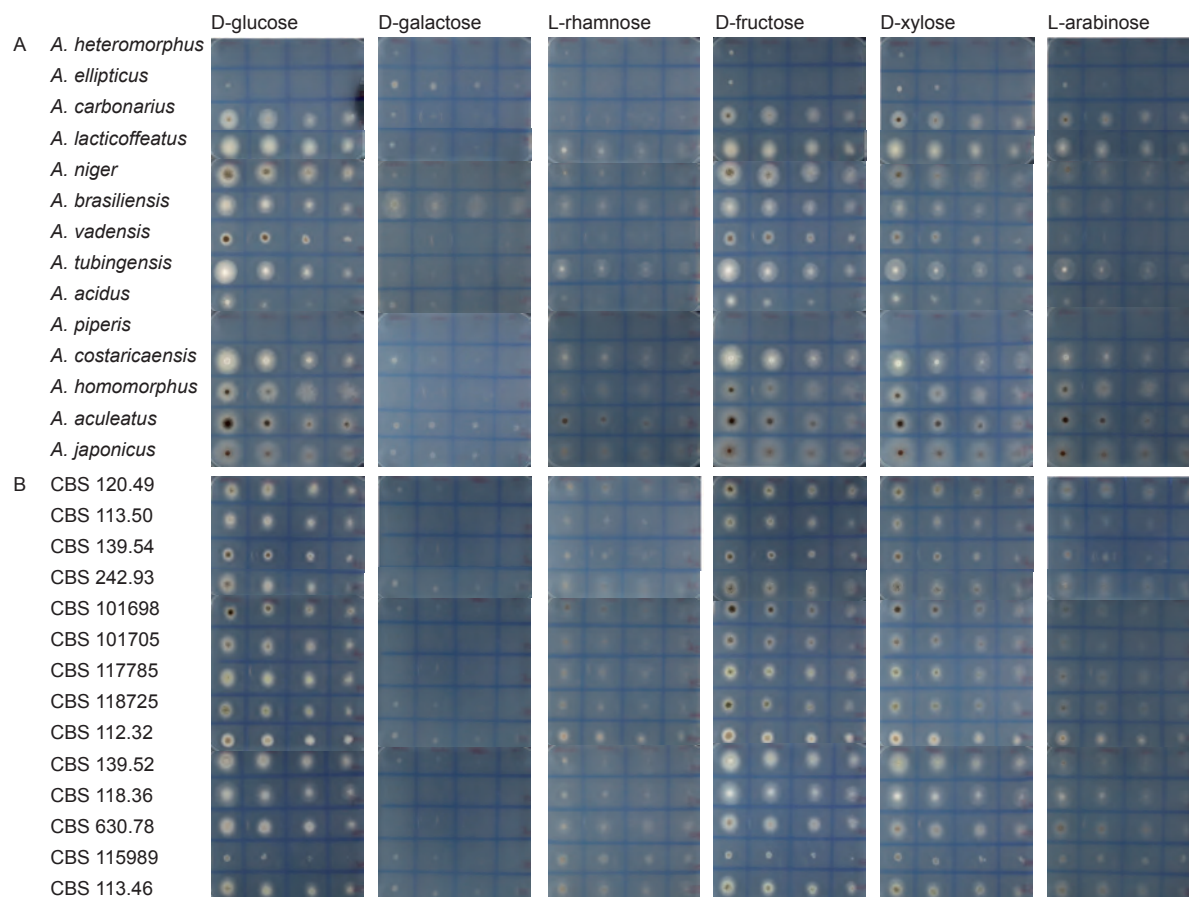 D-glucose D-galactose L-rhamnose D-fructose D-xylose L-arabinose
A A. heteromorphus
A. ellipticus
A. carbonarius
A. lacticoffeatus
A. niger
A. brasiliensis
A. vadensis
A. tubingensis
A. acidus
A. piperis
A. costaricaensis
A. homomorphus
A. aculeatus
A. japonicus
B CBS 120.49
CBS 113.50
CBS 139.54
CBS 242.93
CBS 101698
CBS 101705
CBS 117785
CBS 118725
CBS 112.32
CBS 139.52
CBS 118.36
CBS 630.78
CBS 115989
CBS 113.46